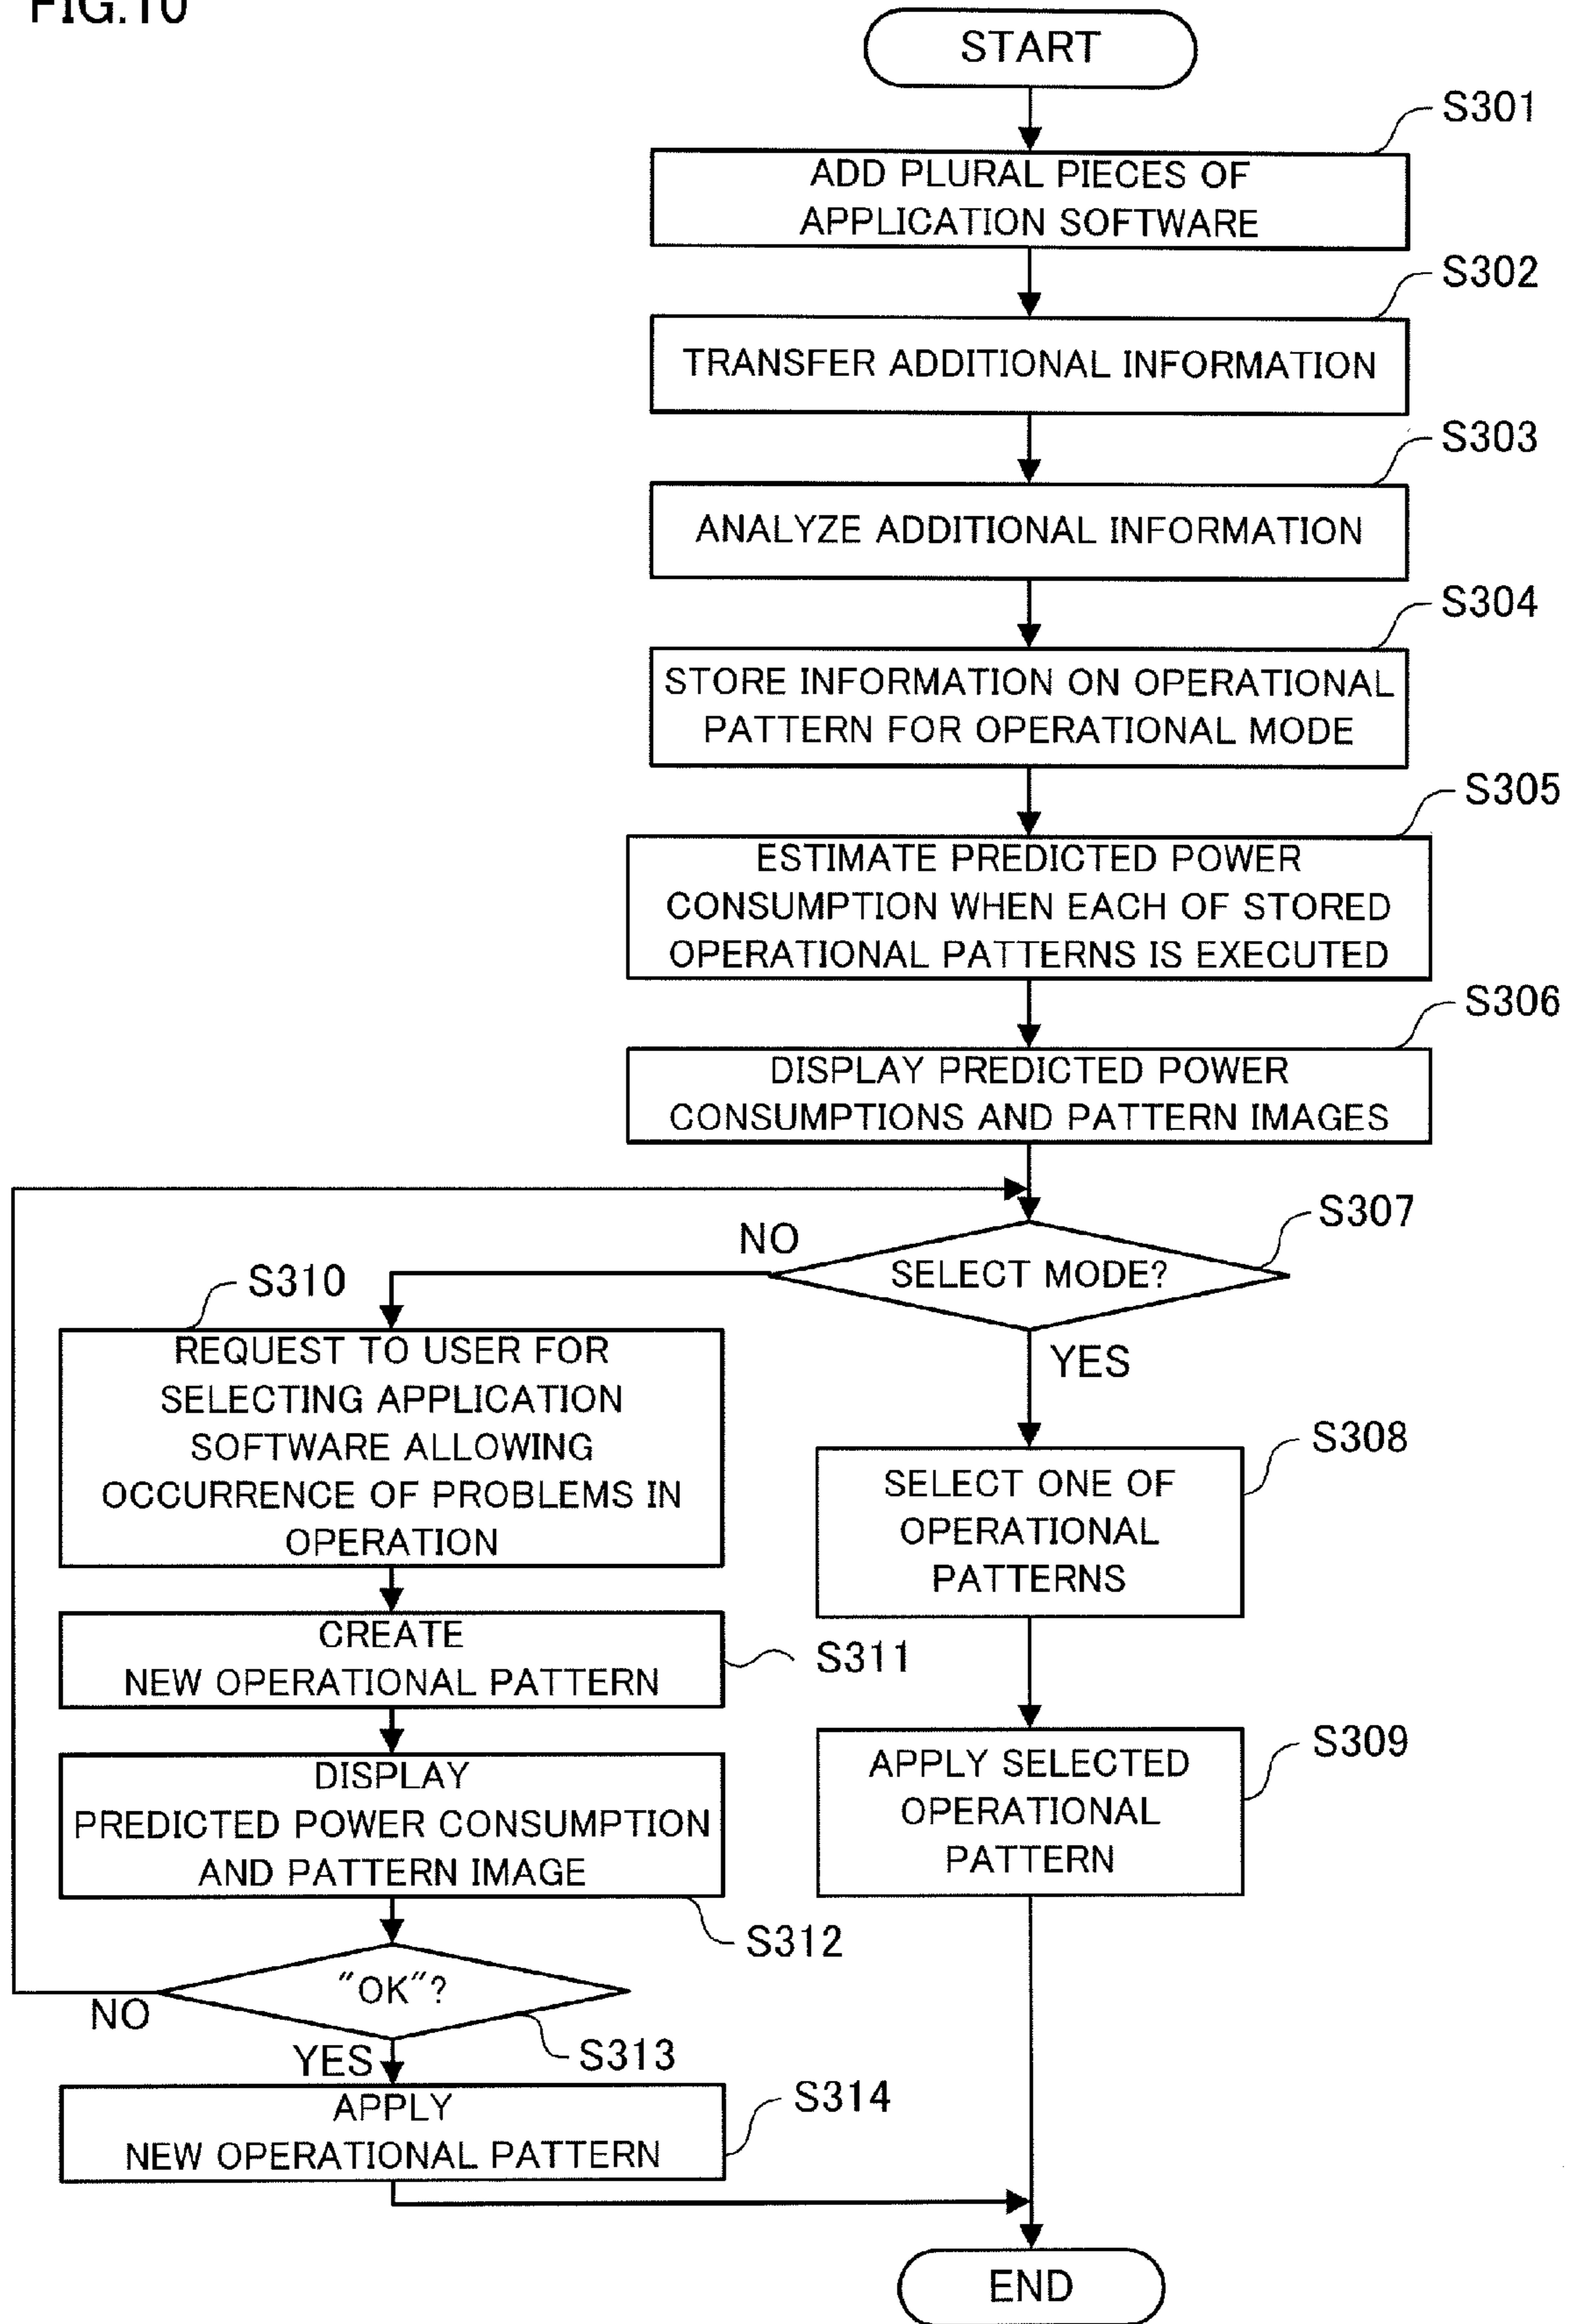 FIG.10
START
S301
ADD PLURAL PIECES OF
APPLICATION SOFTWARE
S302
TRANSFER ADDITIONAL INFORMATION
S303
ANALYZE ADDITIONAL INFORMATION
S304
STORE INFORMATION ON OPERATIONAL
PATTERN FOR OPERATIONAL MODE
S305
ESTIMATE PREDICTED POWER
CONSUMPTION WHEN EACH OF STORED
OPERATIONAL PATTERNS IS EXECUTED
S306
DISPLAY PREDICTED POWER
CONSUMPTIONS AND PATTERN IMAGES
S307
NO
SELECT MODE?
YES
S310
REQUEST TO USER FOR
SELECTING APPLICATION
SOFTWARE ALLOWING
OCCURRENCE OF PROBLEMS IN
OPERATION
S308
SELECT ONE OF
OPERATIONAL
PATTERNS
CREATE
NEW OPERATIONAL PATTERN
S311
S309
APPLY SELECTED
OPERATIONAL
PATTERN
DISPLAY
PREDICTED POWER CONSUMPTION
AND PATTERN IMAGE
S312
"OK"?
NO
S313
YES
S314
APPLY
NEW OPERATIONAL PATTERN
END